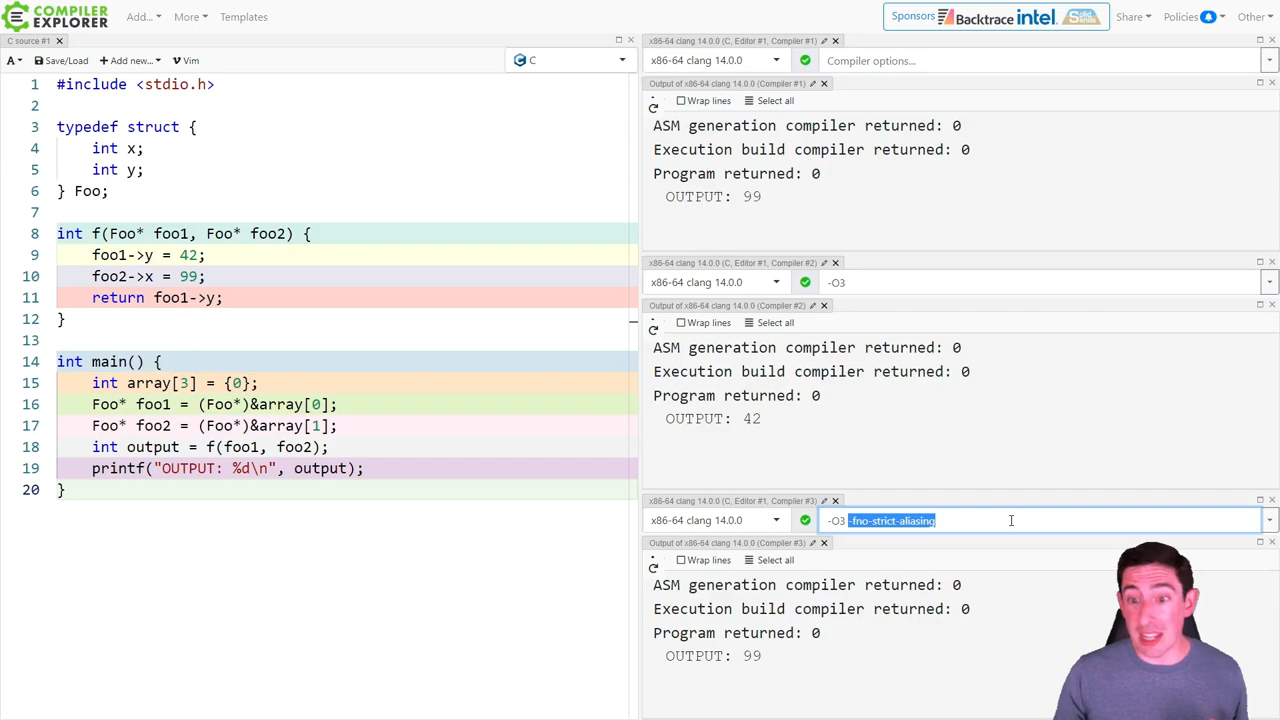 COMPILER
EXPLORER
Add...
More
Templates
Sponsors
Backtrace
intel.
Solid Sands
Share
Policies
Other
C source #1
A
Save/Load
Add new...
Vim
C
1 #include <stdio.h>
2
3 typedef struct {
4 int x;
5 int y;
6 } Foo;
7
8 int f(Foo* foo1, Foo* foo2) {
9 foo1->y = 42;
10 foo2->x = 99;
11 return foo1->y;
12 }
13
14 int main() {
15 int array[3] = {0};
16 Foo* foo1 = (Foo*)&array[0];
17 Foo* foo2 = (Foo*)&array[1];
18 int output = f(foo1, foo2);
19 printf("OUTPUT: %d\n", output);
20 }
x86-64 clang 14.0.0 (C, Editor #1, Compiler #1)
x86-64 clang 14.0.0
Compiler options...
Output of x86-64 clang 14.0.0 (Compiler #1)
Wrap lines
Select all
ASM generation compiler returned: 0
Execution build compiler returned: 0
Program returned: 0
OUTPUT: 99
x86-64 clang 14.0.0 (C, Editor #1, Compiler #2)
x86-64 clang 14.0.0
-O3
Output of x86-64 clang 14.0.0 (Compiler #2)
Wrap lines
Select all
ASM generation compiler returned: 0
Execution build compiler returned: 0
Program returned: 0
OUTPUT: 42
x86-64 clang 14.0.0 (C, Editor #1, Compiler #3)
x86-64 clang 14.0.0
-O3 -fno-strict-aliasing
Output of x86-64 clang 14.0.0 (Compiler #3)
Wrap lines
Select all
ASM generation compiler returned: 0
Execution build compiler returned: 0
Program returned: 0
OUTPUT: 99